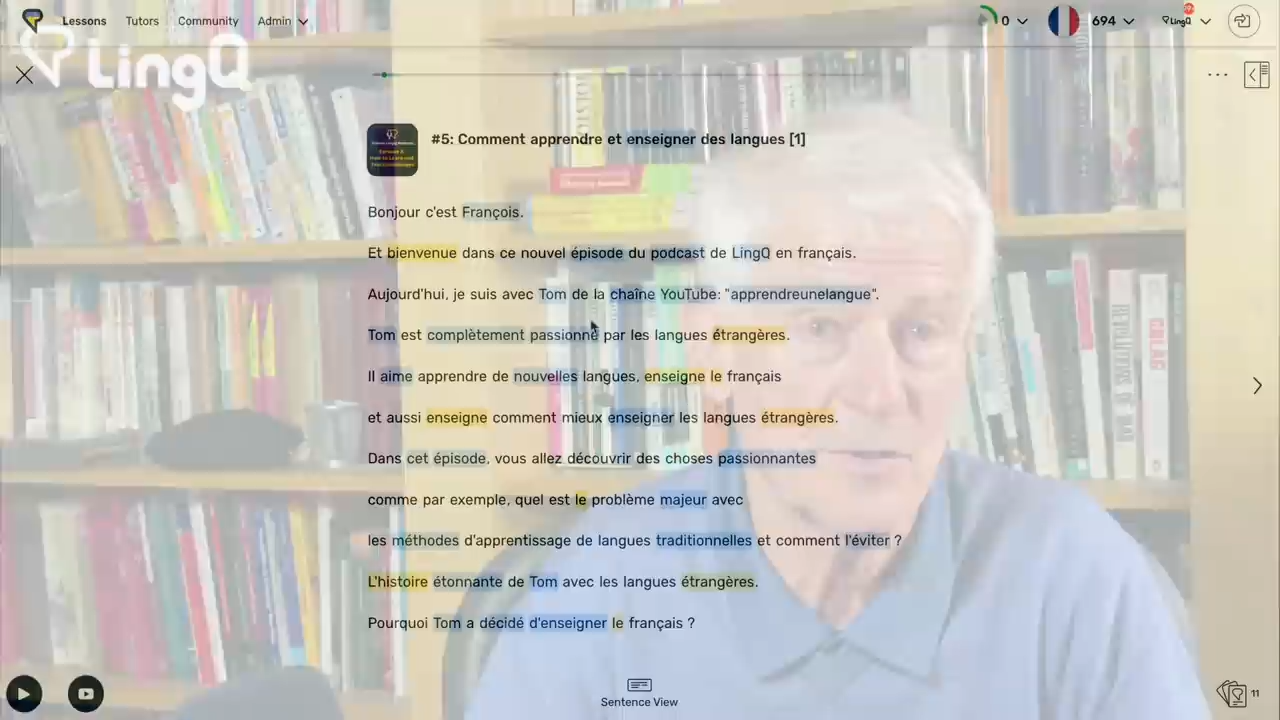 Lessons Tutors Community Admin 0 694 LingQ
LingQ
#5: Comment apprendre et enseigner des langues [1]
Bonjour c'est François.
Et bienvenue dans ce nouvel épisode du podcast de LingQ en français.
Aujourd'hui, je suis avec Tom de la chaîne YouTube: "apprendreunelangue".
Tom est complètement passionné par les langues étrangères.
Il aime apprendre de nouvelles langues, enseigne le français
et aussi enseigne comment mieux enseigner les langues étrangères.
Dans cet épisode, vous allez découvrir des choses passionnantes
comme par exemple, quel est le problème majeur avec
les méthodes d'apprentissage de langues traditionnelles et comment l'éviter ?
L'histoire étonnante de Tom avec les langues étrangères.
Pourquoi Tom a décidé d'enseigner le français ?
Sentence View
11